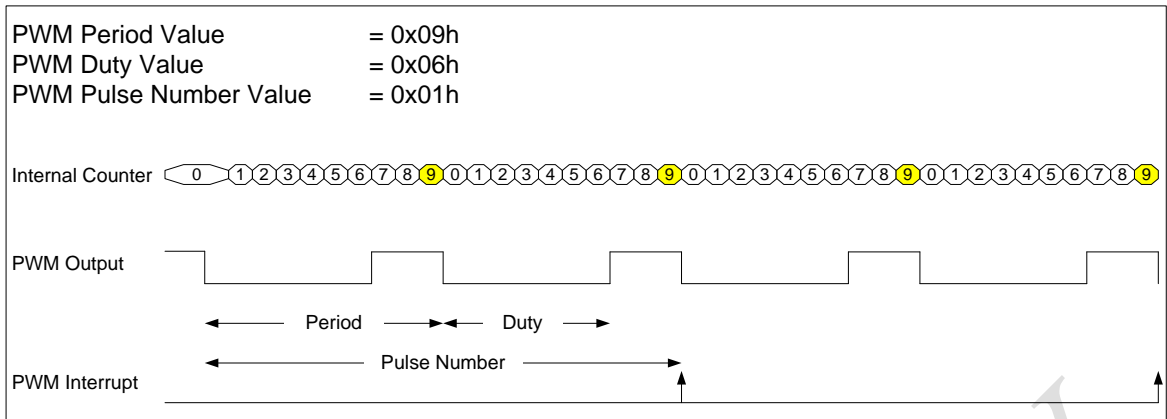 PWM Period Value = 0x09h
PWM Duty Value = 0x06h
PWM Pulse Number Value = 0x01h
Internal Counter 0 1 2 3 4 5 6 7 8 9 0 1 2 3 4 5 6 7 8 9 0 1 2 3 4 5 6 7 8 9 0 1 2 3 4 5 6 7 8 9
PWM Output
Period Duty
Pulse Number
PWM Interrupt